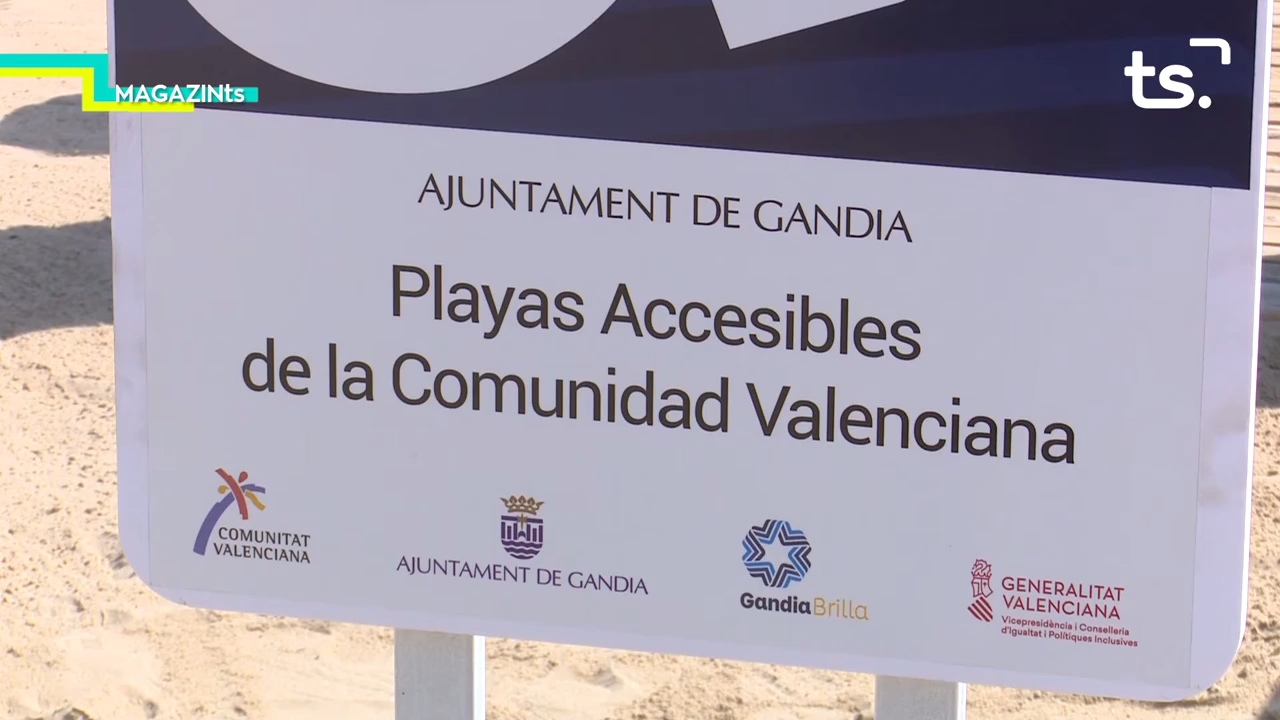 MAGAZINts
ts.
AJUNTAMENT DE GANDIA
Playas Accesibles
de la Comunidad Valenciana
COMUNITAT
VALENCIANA
AJUNTAMENT DE GANDIA
GandiaBrilla
GENERALITAT
VALENCIANA
Vicepresidència i Conselleria
d'Igualtat i Polítiques Inclusives